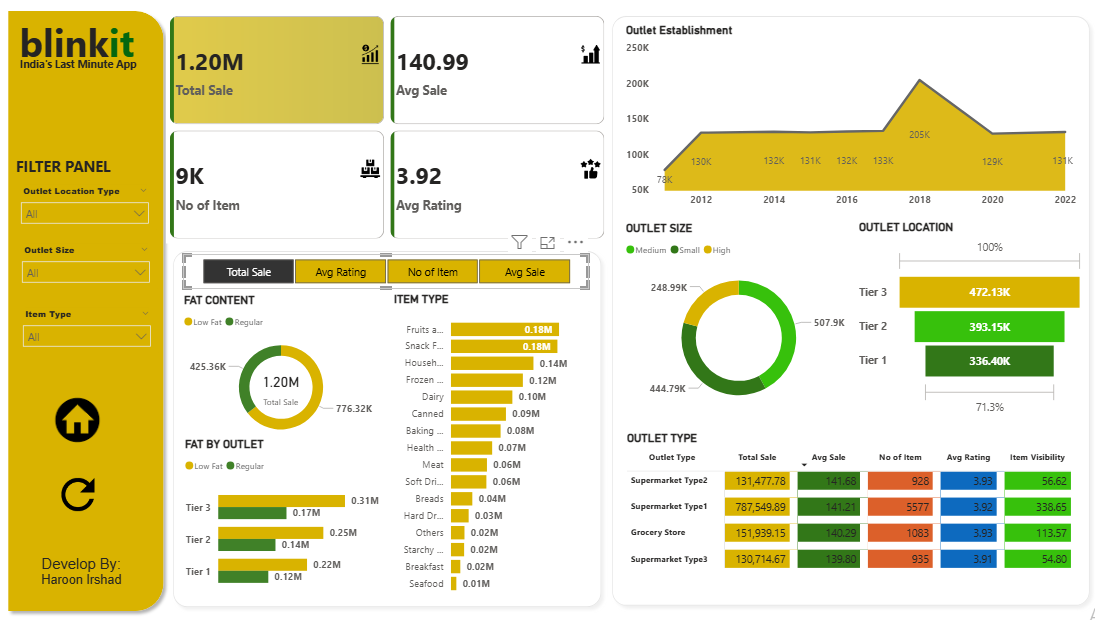 blinkit
India's Last Minute App
FILTER PANEL
Outlet Location Type
All
Outlet Size
All
Item Type
All
Develop By:
Haroon Irshad
1.20M
Total Sale
140.99
Avg Sale
9K
No of Item
3.92
Avg Rating
Total Sale Avg Rating No of Item Avg Sale
FAT CONTENT
Low Fat Regular
425.36K
1.20M
Total Sale
776.32K
FAT BY OUTLET
Low Fat Regular
Tier 3 0.31M
0.17M
Tier 2 0.25M
0.14M
Tier 1 0.22M
0.12M
ITEM TYPE
Fruits a... 0.18M
Snack F... 0.18M
Househ... 0.14M
Frozen ... 0.12M
Dairy 0.10M
Canned 0.09M
Baking ... 0.08M
Health ... 0.07M
Meat 0.06M
Soft Dri... 0.06M
Breads 0.04M
Hard Dr... 0.03M
Others 0.02M
Starchy ... 0.02M
Breakfast 0.02M
Seafood 0.01M
Outlet Establishment
250K
200K
150K
100K
50K
78K 130K 132K 131K 132K 133K 205K 129K 131K
2012 2014 2016 2018 2020 2022
OUTLET SIZE
Medium Small High
248.99K
507.9K
444.79K
OUTLET LOCATION
100%
Tier 3 472.13K
Tier 2 393.15K
Tier 1 336.40K
71.3%
OUTLET TYPE
Outlet Type Total Sale Avg Sale No of Item Avg Rating Item Visibility
Supermarket Type2 131,477.78 141.68 928 3.93 56.62
Supermarket Type1 787,549.89 141.21 5577 3.92 338.65
Grocery Store 151,939.15 140.29 1083 3.93 113.57
Supermarket Type3 130,714.67 139.80 935 3.91 54.80